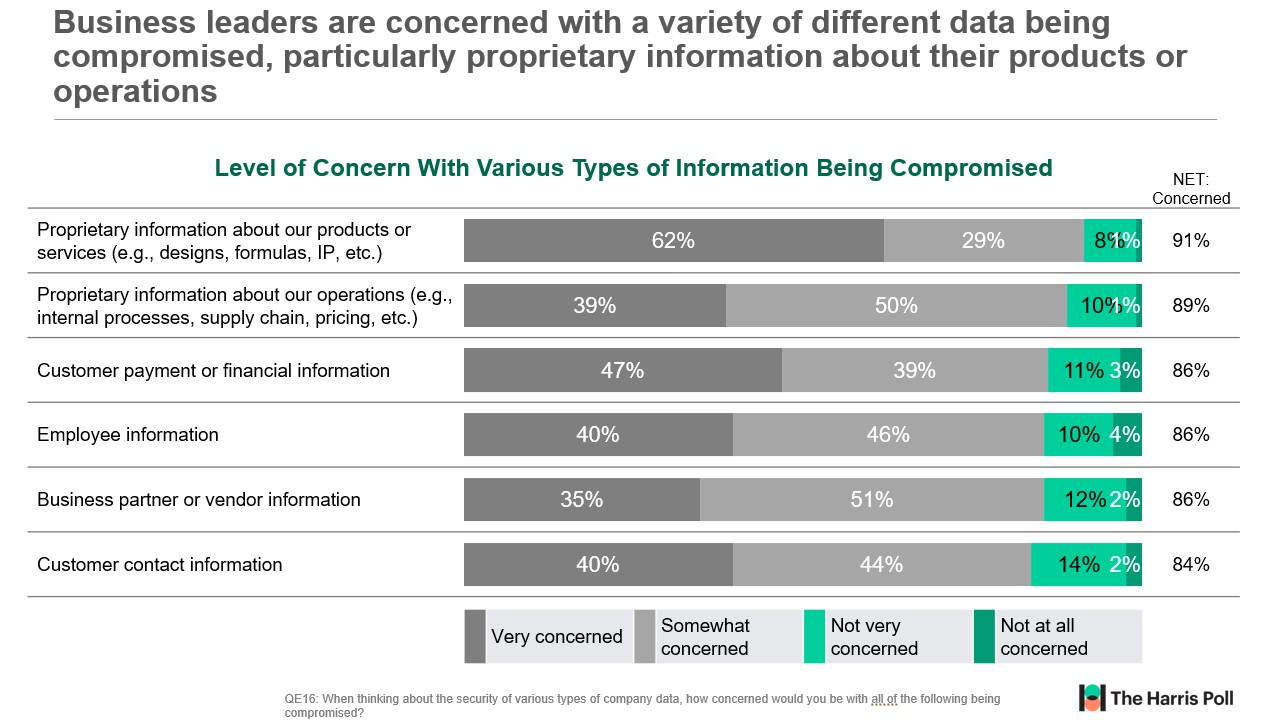 Business leaders are concerned with a variety of different data being
compromised, particularly proprietary information about their products or
operations
Level of Concern With Various Types of Information Being Compromised
NET:
Concerned
Proprietary information about our products or
services (e.g., designs, formulas, IP, etc.)
62% 29% 8% 1% 91%
Proprietary information about our operations (e.g.,
internal processes, supply chain, pricing, etc.)
39% 50% 10% 1% 89%
Customer payment or financial information 47% 39% 11% 3% 86%
Employee information 40% 46% 10% 4% 86%
Business partner or vendor information 35% 51% 12% 2% 86%
Customer contact information 40% 44% 14% 2% 84%
Very concerned
Somewhat
concerned
Not very
concerned
Not at all
concerned
QE16: When thinking about the security of various types of company data, how concerned would you be with all of the following being
compromised?
The Harris Poll